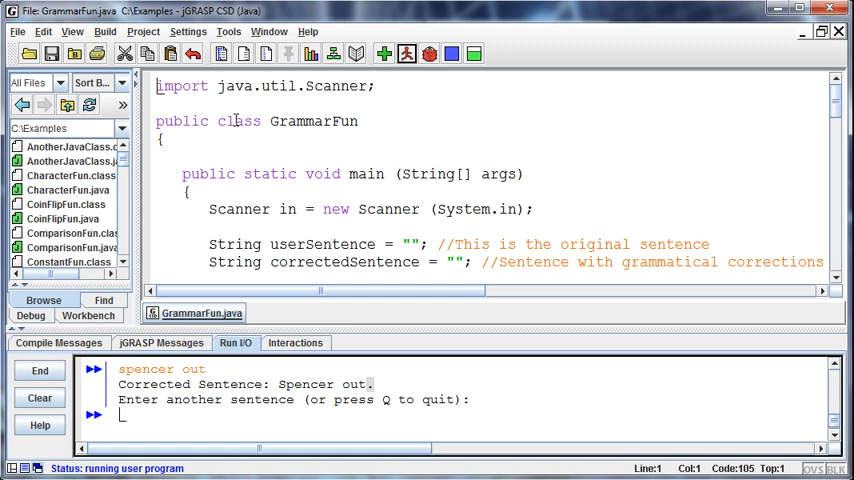 File: GrammarFun.java  C:\Examples - jGRASP CSD (Java)
File Edit View Build Project Settings Tools Window Help
All Files Sort B...
C:\Examples
AnotherJavaClass.c
AnotherJavaClass.ja
CharacterFun.class
CharacterFun.java
CoinFlipFun.class
CoinFlipFun.java
ComparisonFun.clas
ComparisonFun.java
ConstantFun.class
Browse Find
Debug Workbench
import java.util.Scanner;
public class GrammarFun
{
public static void main (String[] args)
{
Scanner in = new Scanner (System.in);
String userSentence = ""; //This is the original sentence
String correctedSentence = ""; //Sentence with grammatical corrections
GrammarFun.java
Compile Messages jGRASP Messages Run I/O Interactions
End
Clear
Help
spencer out
Corrected Sentence: Spencer out.
Enter another sentence (or press Q to quit):
Status: running user program Line:1 Col:1 Code:105 Top:1 OVS BLK